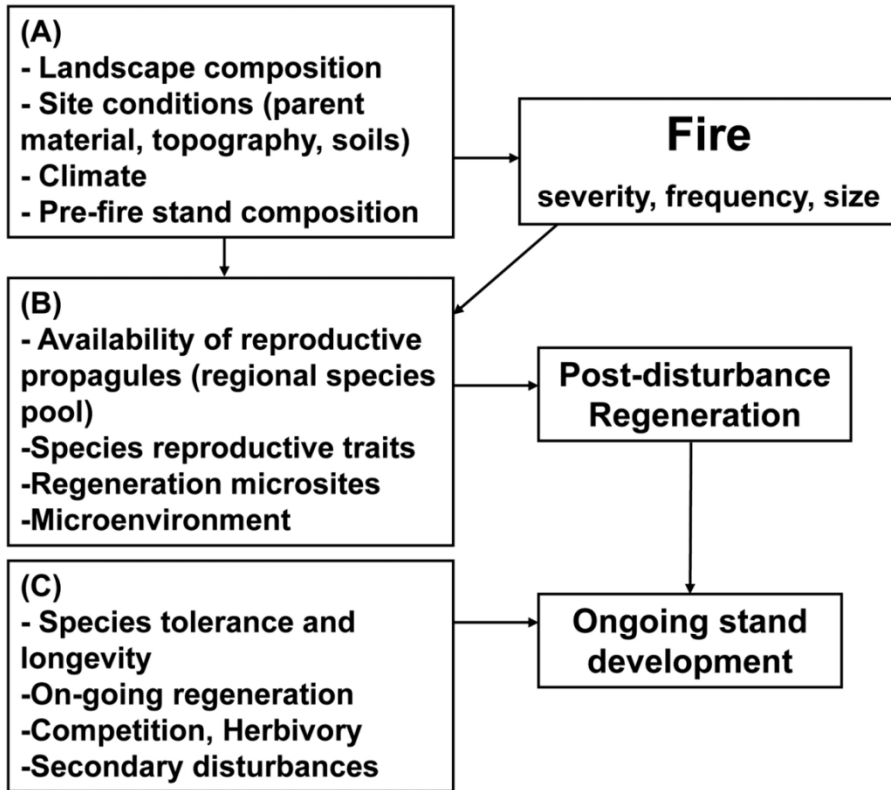 (A)
- Landscape composition
- Site conditions (parent
material, topography, soils)
- Climate
- Pre-fire stand composition
Fire
severity, frequency, size
(B)
- Availability of reproductive
propagules (regional species
pool)
-Species reproductive traits
-Regeneration microsites
-Microenvironment
Post-disturbance
Regeneration
(C)
- Species tolerance and
longevity
-On-going regeneration
-Competition, Herbivory
-Secondary disturbances
Ongoing stand
development